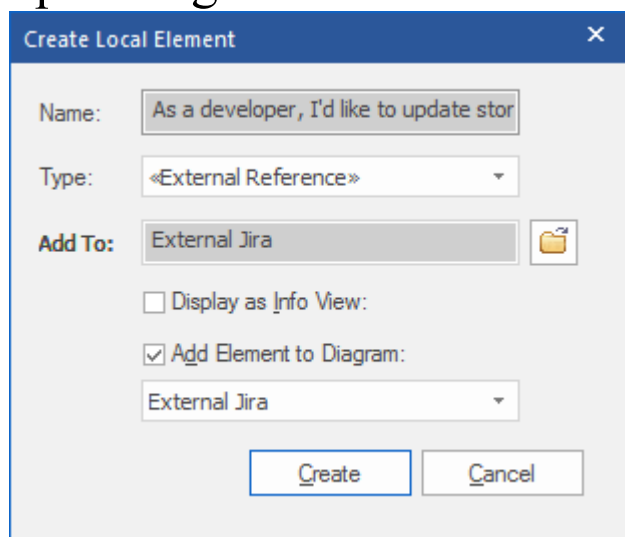 Create Local Element
Name: As a developer, I'd like to update stor
Type: «External Reference»
Add To: External Jira
Display as Info View:
Add Element to Diagram:
External Jira
Create Cancel